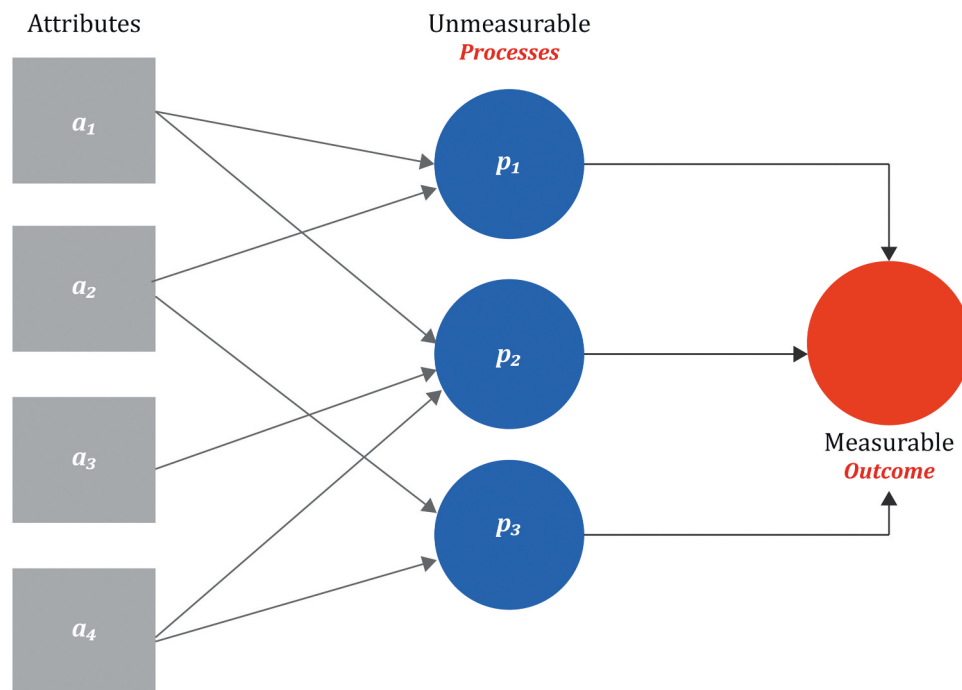 Attributes
Unmeasurable
Processes
a1
a2
a3
a4
p1
p2
p3
Measurable
Outcome